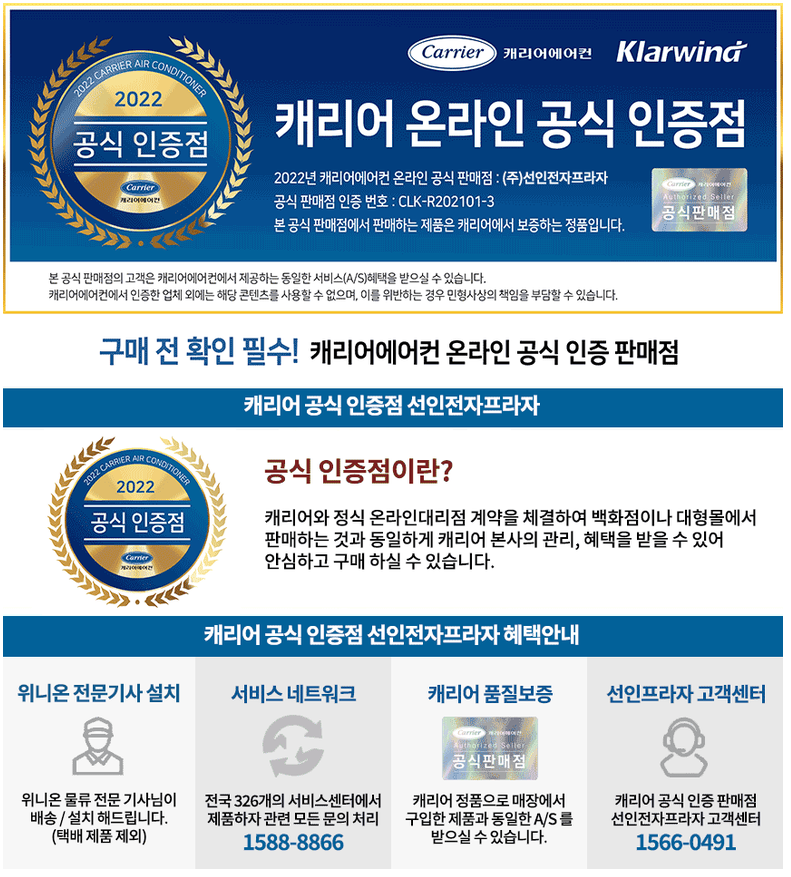 Carrier 캐리어에어컨 Klarwind
2022 CARRIER AIR CONDITIONER
2022
공식 인증점
Carrier
캐리어에어컨
캐리어 온라인 공식 인증점
2022년 캐리어에어컨 온라인 공식 판매점 : (주)선인전자프라자
공식 판매점 인증 번호 : CLK-R202101-3
본 공식 판매점에서 판매하는 제품은 캐리어에서 보증하는 정품입니다.
Carrier 캐리어에어컨
Authorized Seller
공식판매점
본 공식 판매점의 고객은 캐리어에어컨에서 제공하는 동일한 서비스(A/S)혜택을 받으실 수 있습니다.
캐리어에어컨에서 인증한 업체 외에는 해당 콘텐츠를 사용할 수 없으며, 이를 위반하는 경우 민형사상의 책임을 부담할 수 있습니다.
구매 전 확인 필수! 캐리어에어컨 온라인 공식 인증 판매점
캐리어 공식 인증점 선인전자프라자
2022 CARRIER AIR CONDITIONER
2022
공식 인증점
Carrier
캐리어에어컨
공식 인증점이란?
캐리어와 정식 온라인대리점 계약을 체결하여 백화점이나 대형몰에서
판매하는 것과 동일하게 캐리어 본사의 관리, 혜택을 받을 수 있어
안심하고 구매 하실 수 있습니다.
캐리어 공식 인증점 선인전자프라자 혜택안내
위니온 전문기사 설치
위니온 물류 전문 기사님이
배송 / 설치 해드립니다.
(택배 제품 제외)
서비스 네트워크
전국 326개의 서비스센터에서
제품하자 관련 모든 문의 처리
1588-8866
캐리어 품질보증
Carrier 캐리어에어컨
Authorized Seller
공식판매점
캐리어 정품으로 매장에서
구입한 제품과 동일한 A/S 를
받으실 수 있습니다.
선인프라자 고객센터
캐리어 공식 인증 판매점
선인전자프라자 고객센터
1566-0491